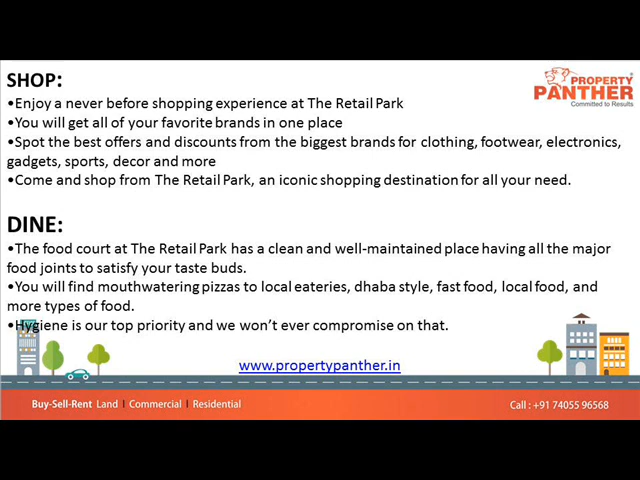 SHOP:
PROPERTY
PANTHER
Committed to Results
•Enjoy a never before shopping experience at The Retail Park
•You will get all of your favorite brands in one place
•Spot the best offers and discounts from the biggest brands for clothing, footwear, electronics,
gadgets, sports, decor and more
•Come and shop from The Retail Park, an iconic shopping destination for all your need.
DINE:
•The food court at The Retail Park has a clean and well-maintained place having all the major
food joints to satisfy your taste buds.
•You will find mouthwatering pizzas to local eateries, dhaba style, fast food, local food, and
more types of food.
•Hygiene is our top priority and we won't ever compromise on that.
www.propertypanther.in
Buy-Sell-Rent Land I Commercial I Residential
Call : +91 74055 96568